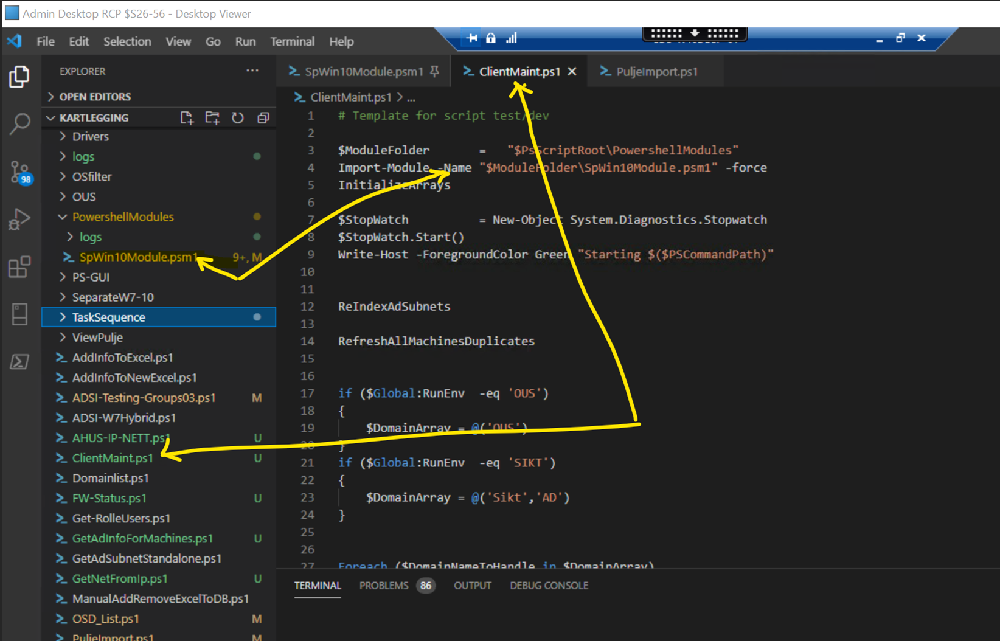 Admin Desktop RCP $S26-56 - Desktop Viewer
File Edit Selection View Go Run Terminal Help
EXPLORER ...
OPEN EDITORS
KARTLEGGING
Drivers
logs
OSfilter
OUS
PowershellModules
logs
SpWin10Module.psm1 9+, M
PS-GUI
SeparateW7-10
TaskSequence
ViewPulje
AddInfoToExcel.ps1
AddInfoToNewExcel.ps1
ADSI-Testing-Groups03.ps1 M
ADSI-W7Hybrid.ps1
AHUS-IP-NETT.ps1 U
ClientMaint.ps1 U
Domainlist.ps1
FW-Status.ps1 U
Get-RolleUsers.ps1
GetAdInfoForMachines.ps1 U
GetAdSubnetStandalone.ps1
GetNetFromIp.ps1 U
ManualAddRemoveExcelToDB.ps1
OSD_List.ps1 M
PuljeImport.ps1 M
98
SpWin10Module.psm1 ClientMaint.ps1 PuljeImport.ps1
ClientMaint.ps1 > ...
1 # Template for script test/dev
2
3 $ModuleFolder = "$PsScriptRoot\PowershellModules"
4 Import-Module -Name "$ModuleFolder\SpWin10Module.psm1" -force
5 InitializeArrays
6
7 $StopWatch = New-Object System.Diagnostics.Stopwatch
8 $StopWatch.Start()
9 Write-Host -ForegroundColor Green "Starting $($PSCommandPath)"
10
11
12 ReIndexAdSubnets
13
14 RefreshAllMachinesDuplicates
15
16
17 if ($Global:RunEnv -eq 'OUS')
18 {
19 $DomainArray = @('OUS')
20 }
21 if ($Global:RunEnv -eq 'SIKT')
22 {
23 $DomainArray = @('Sikt','AD')
24 }
25
26
27 Foreach ($DomainNameToHandle in $DomainArray)
TERMINAL PROBLEMS 86 OUTPUT DEBUG CONSOLE